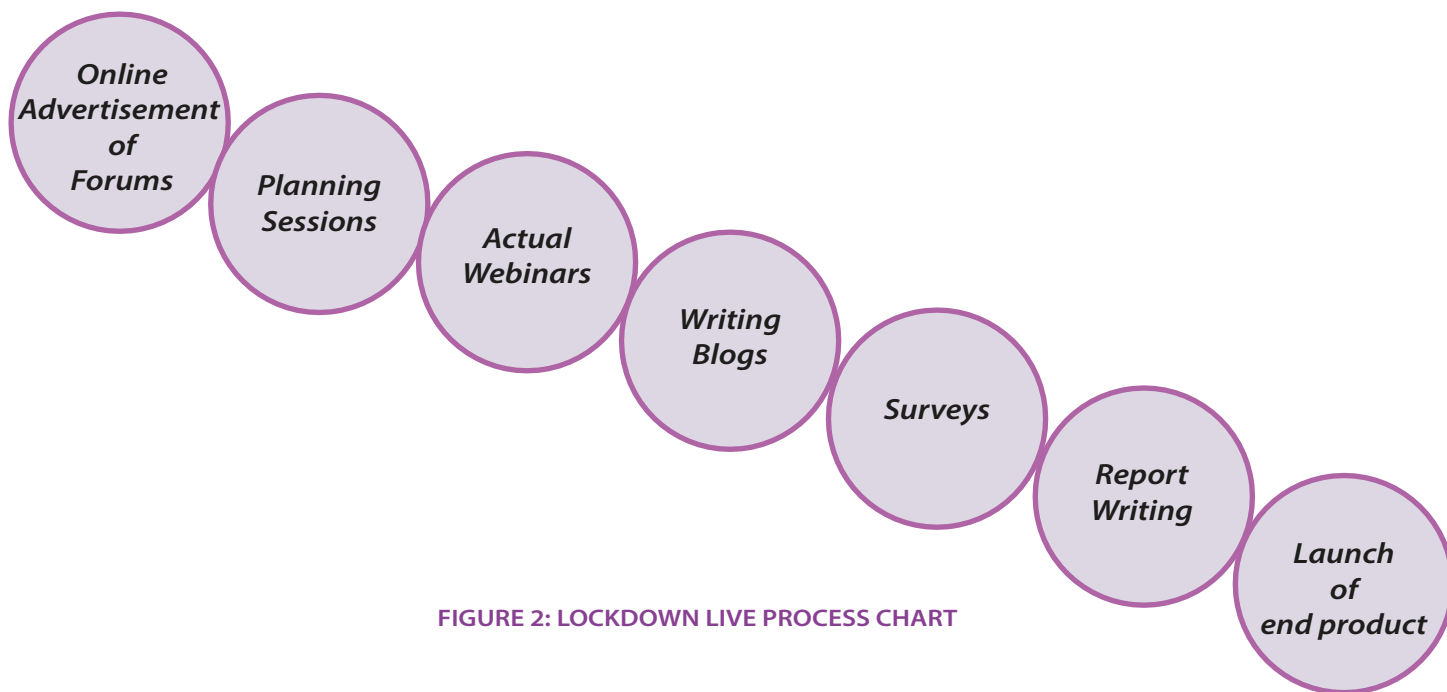 Online
Advertisement
of
Forums
Planning
Sessions
Actual
Webinars
Writing
Blogs
Surveys
Report
Writing
Launch
of
end product
FIGURE 2: LOCKDOWN LIVE PROCESS CHART